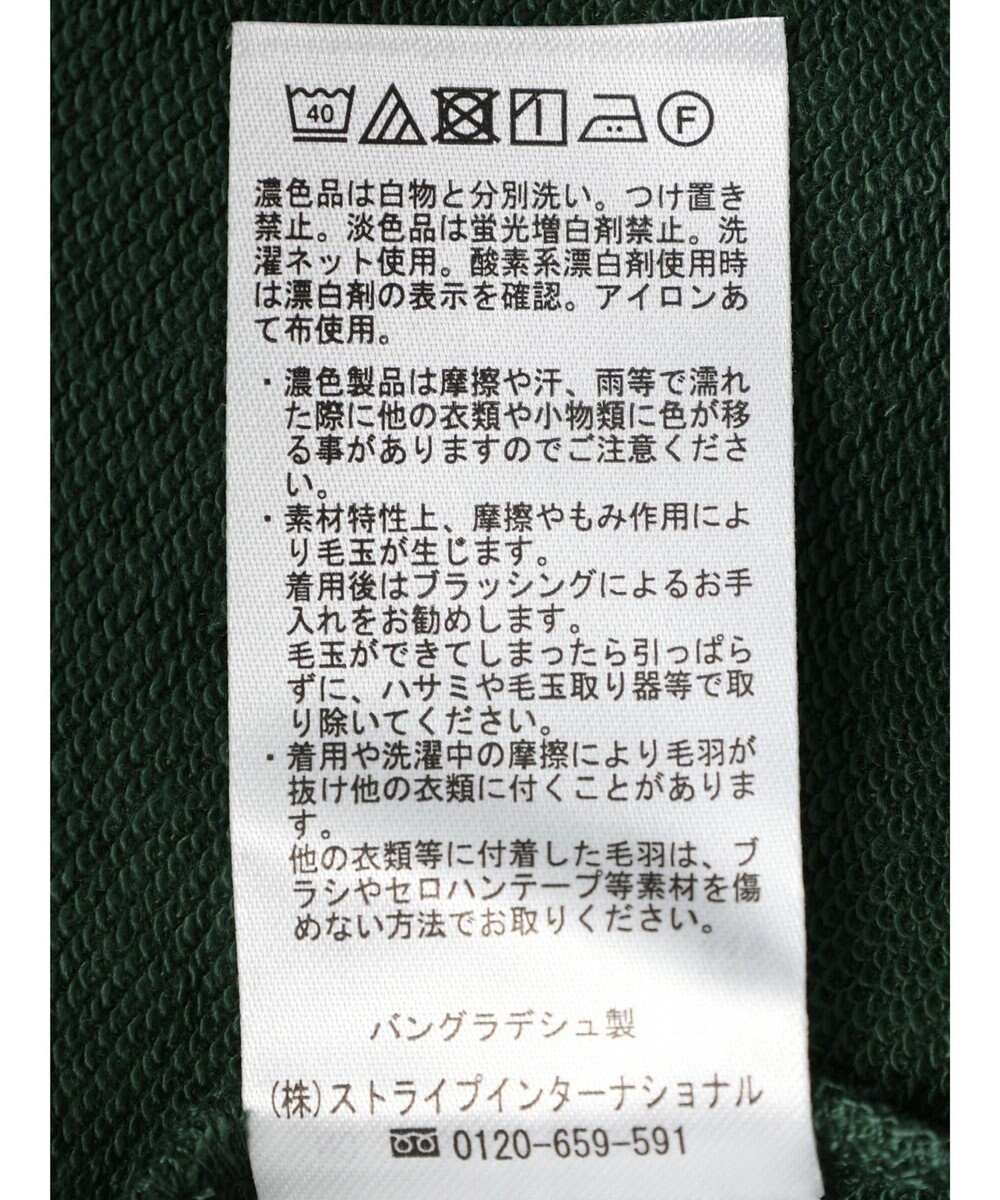 40 F
濃色品は白物と分別洗い。つけ置き
禁止。淡色品は蛍光増白剤禁止。洗
濯ネット使用。酸素系漂白剤使用時
は漂白剤の表示を確認。アイロンあ
て布使用。
・濃色製品は摩擦や汗、雨等で濡れ
た際に他の衣類や小物類に色が移
る事がありますのでご注意くださ
い。
・素材特性上、摩擦やもみ作用によ
り毛玉が生じます。
着用後はブラッシングによるお手
入れをお勧めします。
毛玉ができてしまったら引っぱら
ずに、ハサミや毛玉取り器等で取
り除いてください。
・着用や洗濯中の摩擦により毛羽が
抜け他の衣類に付くことがありま
す。
他の衣類等に付着した毛羽は、ブ
ラシやセロハンテープ等素材を傷
めない方法でお取りください。
バングラデシュ製
(株)ストライプインターナショナル
0120-659-591